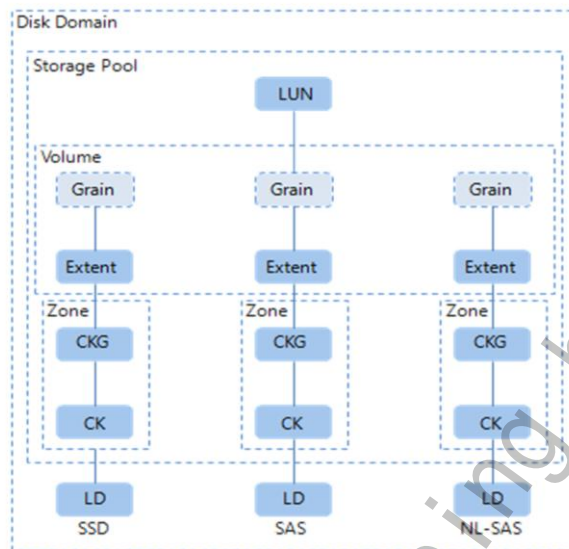 Disk Domain
Storage Pool
LUN
Volume
Grain Grain Grain
Extent Extent Extent
Zone Zone Zone
CKG CKG CKG
CK CK CK
LD LD LD
SSD SAS NL-SAS
ing